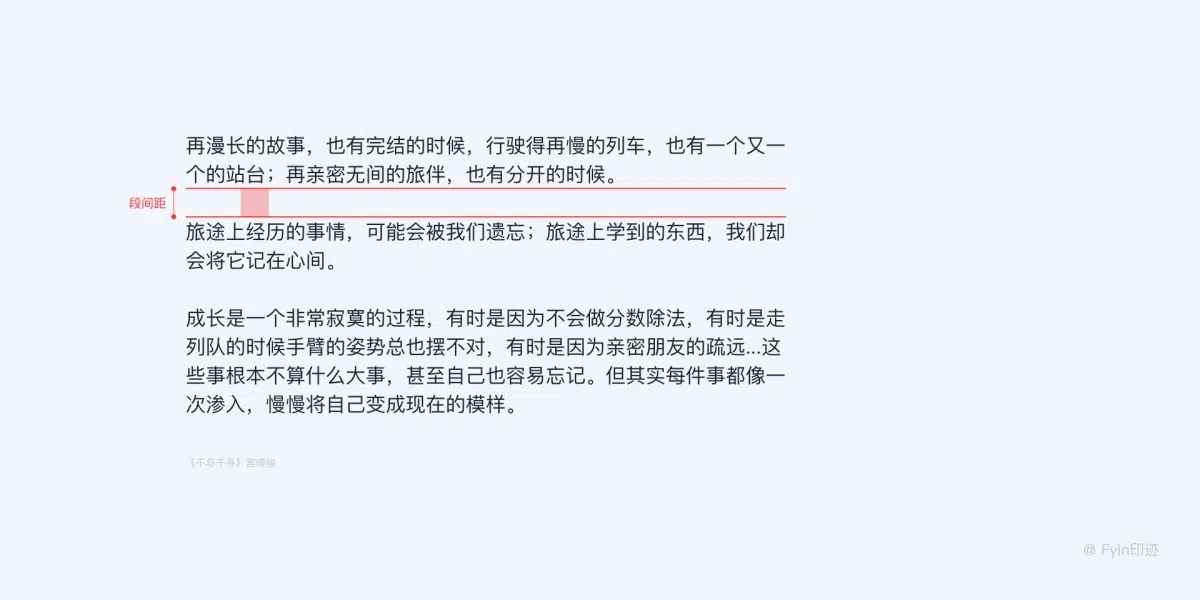 再漫长的故事，也有完结的时候，行驶得再慢的列车，也有一个又一
个的站台；再亲密无间的旅伴，也有分开的时候。
段间距
旅途上经历的事情，可能会被我们遗忘；旅途上学到的东西，我们却
会将它记在心间。
成长是一个非常寂寞的过程，有时是因为不会做分数除法，有时是走
列队的时候手臂的姿势总也摆不对，有时是因为亲密朋友的疏远...这
些事根本不算什么大事，甚至自己也容易忘记。但其实每件事都像一
次渗入，慢慢将自己变成现在的模样。
《千与千寻》宫崎骏
@ Fyin印迹